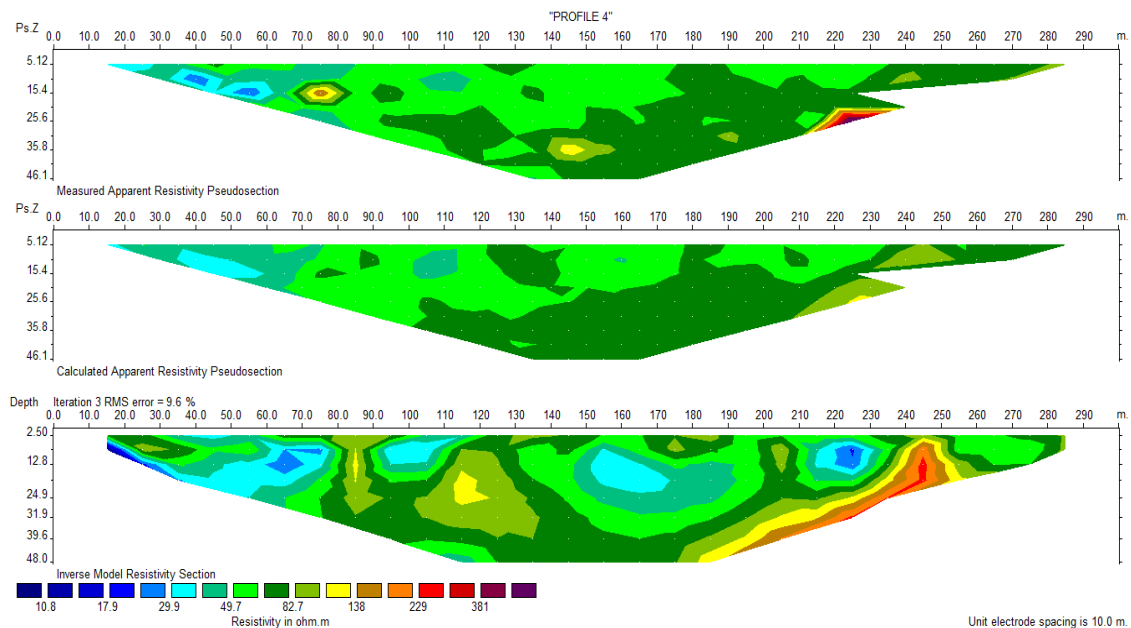 "PROFILE 4"
Ps.Z 0.0 10.0 20.0 30.0 40.0 50.0 60.0 70.0 80.0 90.0 100 110 120 130 140 150 160 170 180 190 200 210 220 230 240 250 260 270 280 290 m.
5.12
15.4
25.6
35.8
46.1
Measured Apparent Resistivity Pseudosection
Ps.Z 0.0 10.0 20.0 30.0 40.0 50.0 60.0 70.0 80.0 90.0 100 110 120 130 140 150 160 170 180 190 200 210 220 230 240 250 260 270 280 290 m.
5.12
15.4
25.6
35.8
46.1
Calculated Apparent Resistivity Pseudosection
Depth Iteration 3 RMS error = 9.6 %
0.0 10.0 20.0 30.0 40.0 50.0 60.0 70.0 80.0 90.0 100 110 120 130 140 150 160 170 180 190 200 210 220 230 240 250 260 270 280 290 m.
2.50
12.8
24.9
31.9
39.6
48.0
Inverse Model Resistivity Section
10.8 17.9 29.9 49.7 82.7 138 229 381
Resistivity in ohm.m Unit electrode spacing is 10.0 m.